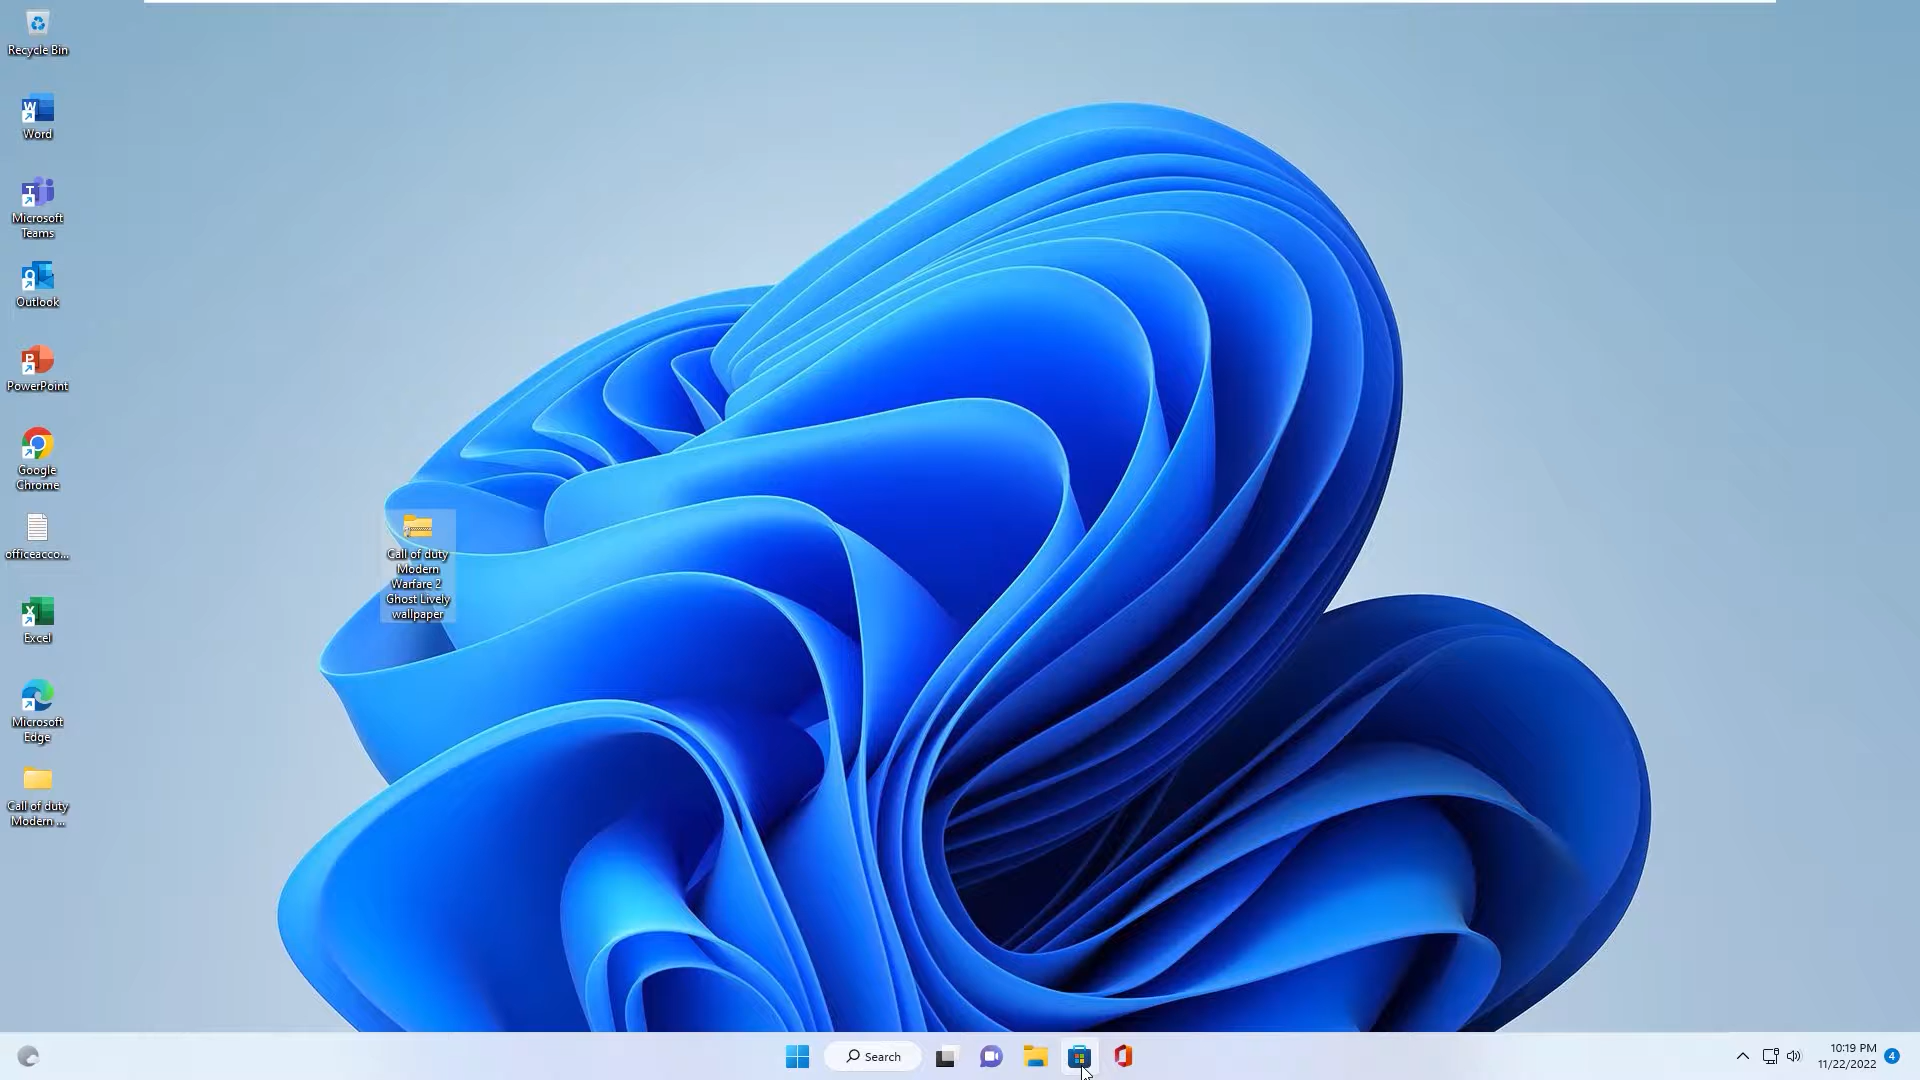 Recycle Bin
Word
Microsoft
Teams
Outlook
PowerPoint
Google
Chrome
officeacco...
Excel
Microsoft
Edge
Call of duty
Modern ...
Call of duty
Modern
Warfare 2
Ghost Lively
wallpaper
Search
10:19 PM
11/22/2022
4